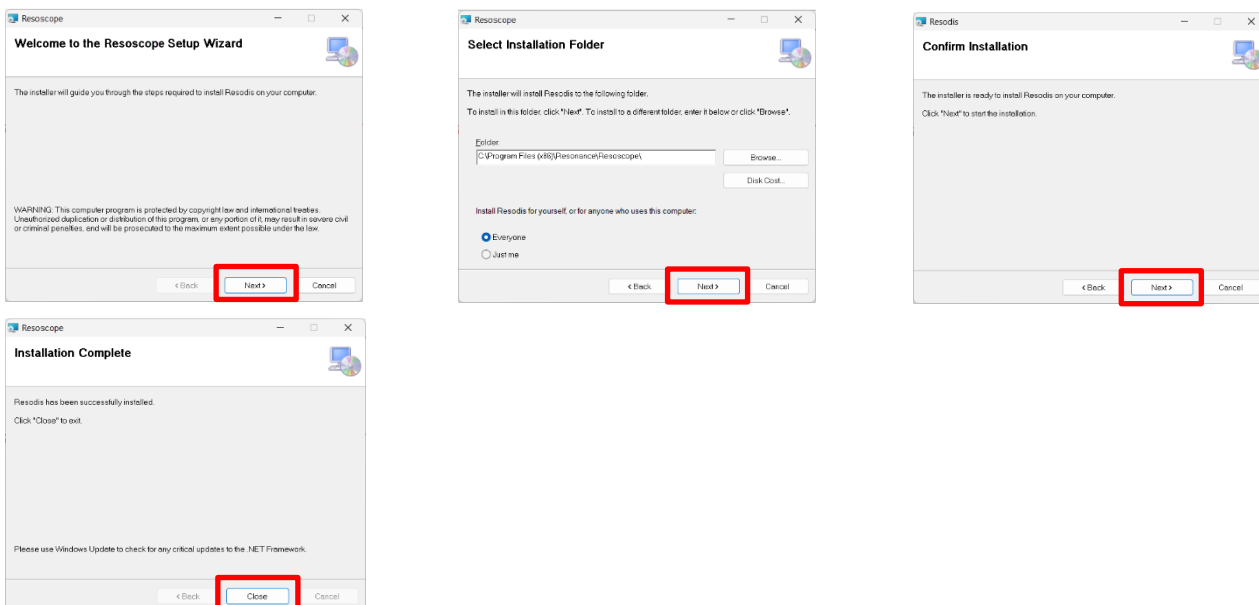 Resoscope
Welcome to the Resoscope Setup Wizard
The installer will guide you through the steps required to install Resodis on your computer.
WARNING: This computer program is protected by copyright law and international treaties.
Unauthorized duplication or distribution of this program, or any portion of it, may result in severe civil
or criminal penalties, and will be prosecuted to the maximum extent possible under the law.
< Back
Next >
Cancel
Resoscope
Select Installation Folder
The installer will install Resodis to the following folder.
To install in this folder, click "Next". To install to a different folder, enter it below or click "Browse".
Folder:
C:\Program Files (x86)\Resonance\Resoscope\
Browse...
Disk Cost...
Install Resodis for yourself, or for anyone who uses this computer:
Everyone
Just me
< Back
Next >
Cancel
Resodis
Confirm Installation
The installer is ready to install Resodis on your computer.
Click "Next" to start the installation.
< Back
Next >
Cancel
Resoscope
Installation Complete
Resodis has been successfully installed.
Click "Close" to exit.
Please use Windows Update to check for any critical updates to the .NET Framework.
< Back
Close
Cancel